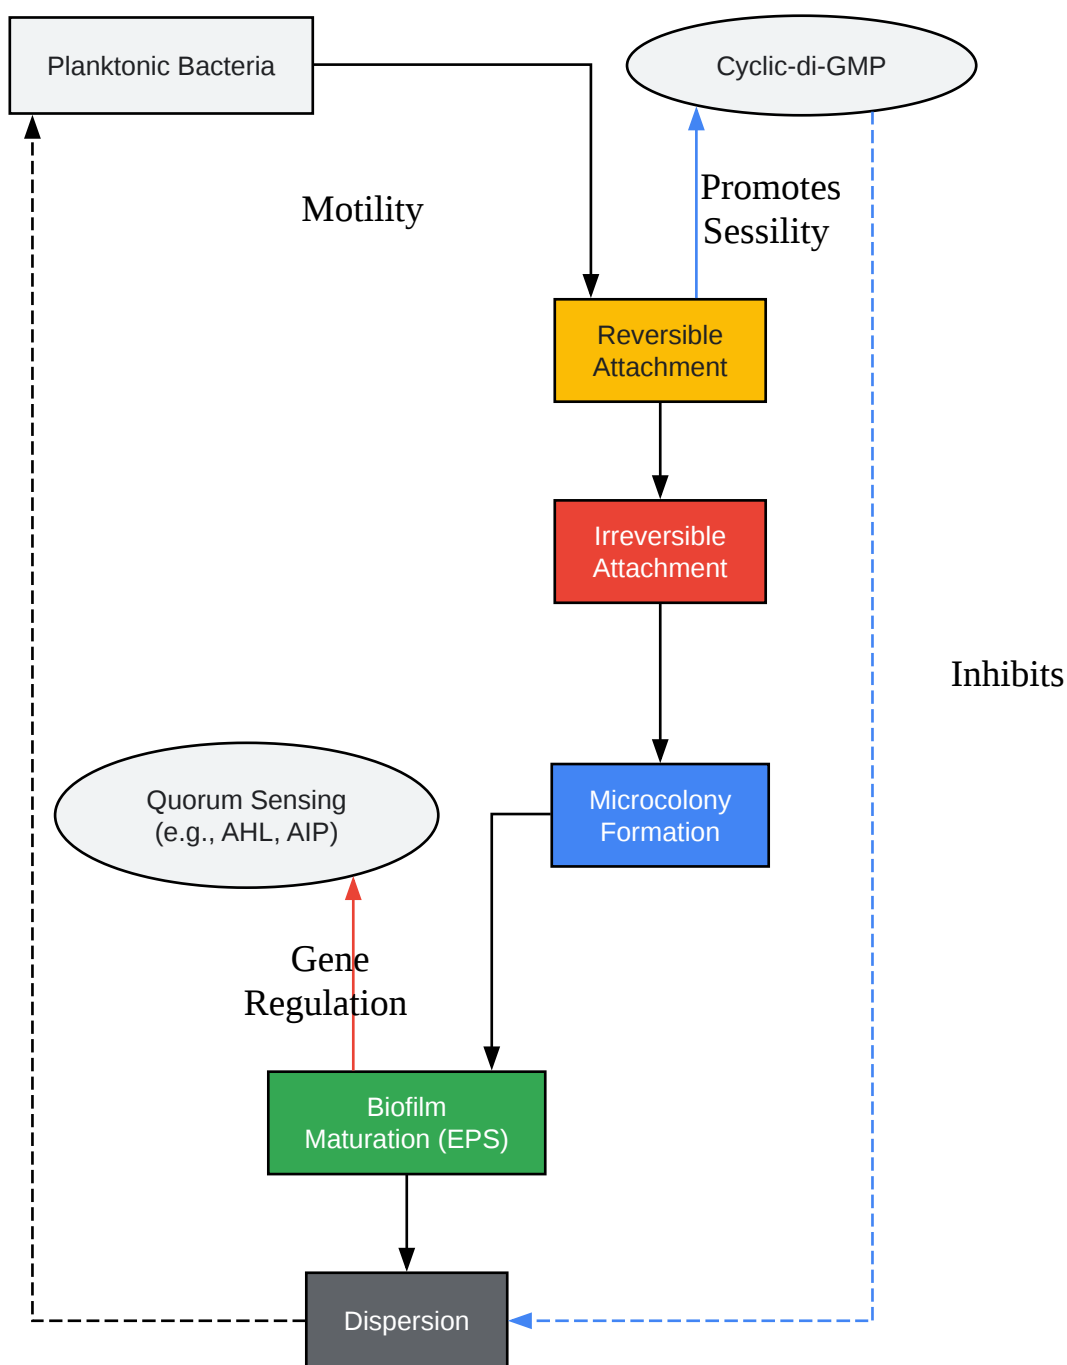 Planktonic Bacteria
Cyclic-di-GMP
Motility
Promotes
Sessility
Reversible
Attachment
Irreversible
Attachment
Inhibits
Quorum Sensing
(e.g., AHL, AIP)
Microcolony
Formation
Gene
Regulation
Biofilm
Maturation (EPS)
Dispersion